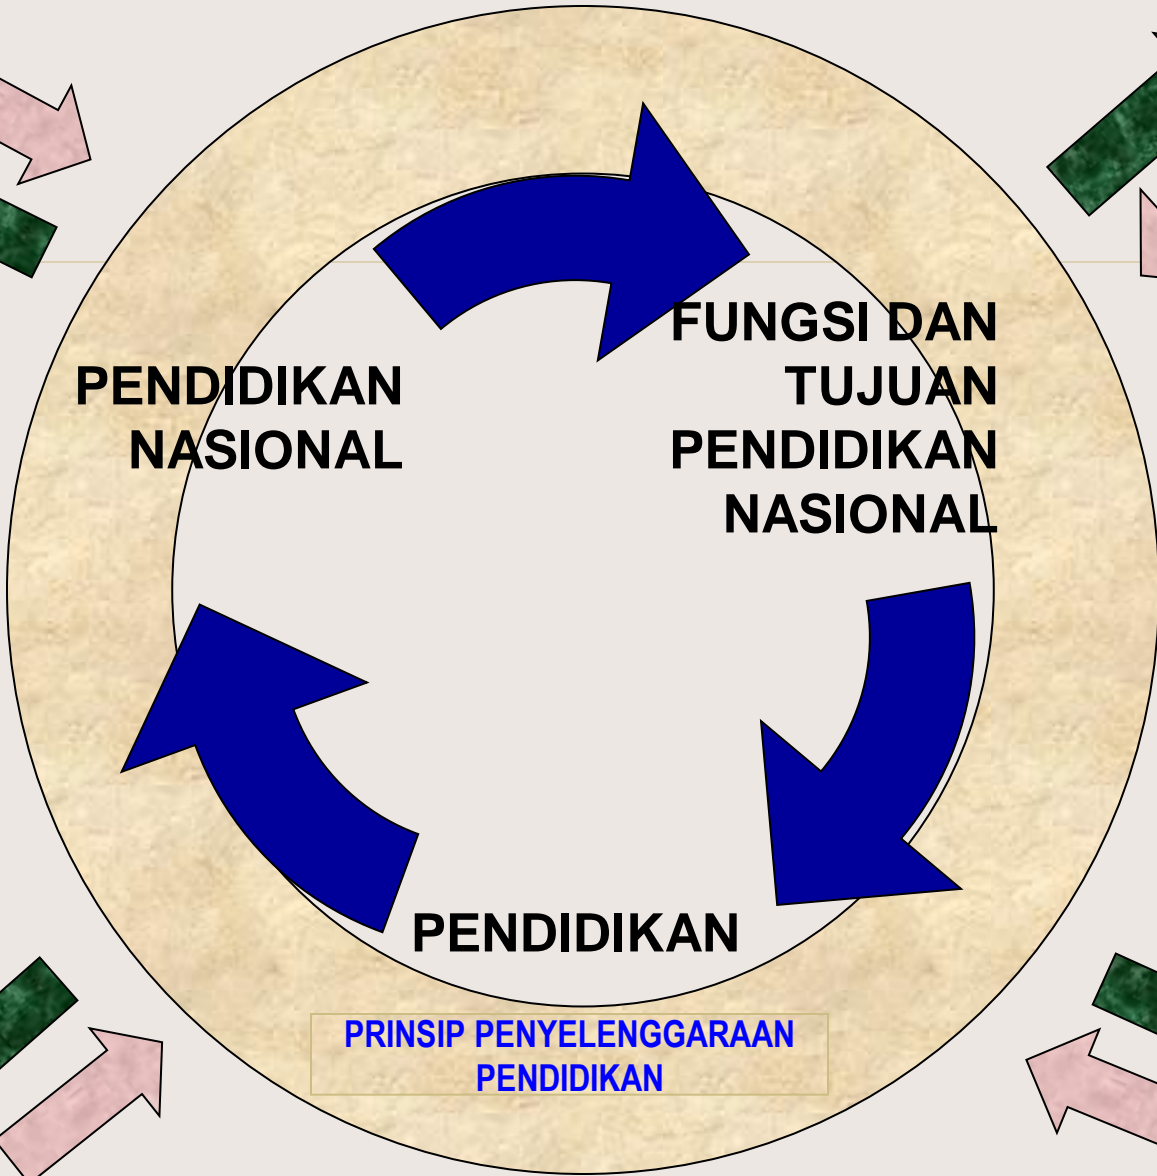 PENDIDIKAN
NASIONAL
FUNGSI DAN
TUJUAN
PENDIDIKAN
NASIONAL
PENDIDIKAN
PRINSIP PENYELENGGARAAN
PENDIDIKAN